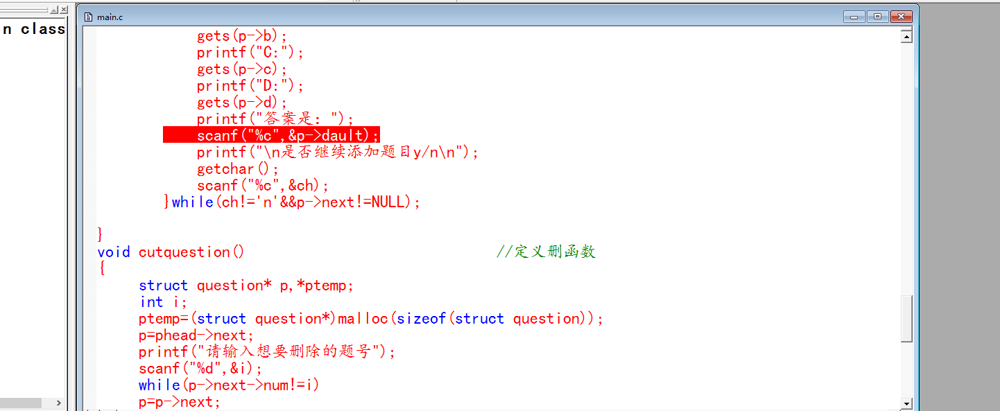 n class
main.c
gets(p->b);
printf("C:");
gets(p->c);
printf("D:");
gets(p->d);
printf("答案是：");
scanf("%c",&p->dault);
printf("\n是否继续添加题目y/n\n");
getchar();
scanf("%c",&ch);
}while(ch!='n'&&p->next!=NULL);
}
void cutquestion() //定义删函数
{
struct question* p,*ptemp;
int i;
ptemp=(struct question*)malloc(sizeof(struct question));
p=phead->next;
printf("请输入想要删除的题号");
scanf("%d",&i);
while(p->next->num!=i)
p=p->next;